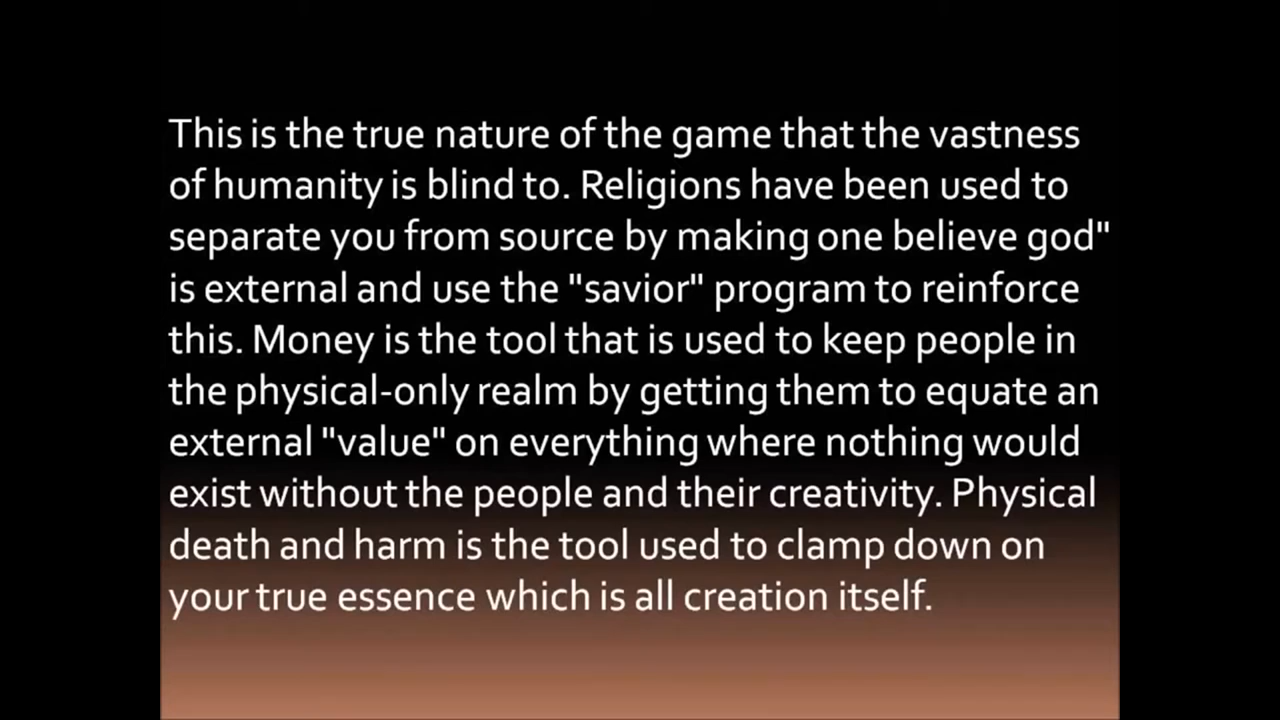 This is the true nature of the game that the vastness
of humanity is blind to. Religions have been used to
separate you from source by making one believe god"
is external and use the "savior" program to reinforce
this. Money is the tool that is used to keep people in
the physical-only realm by getting them to equate an
external "value" on everything where nothing would
exist without the people and their creativity. Physical
death and harm is the tool used to clamp down on
your true essence which is all creation itself.